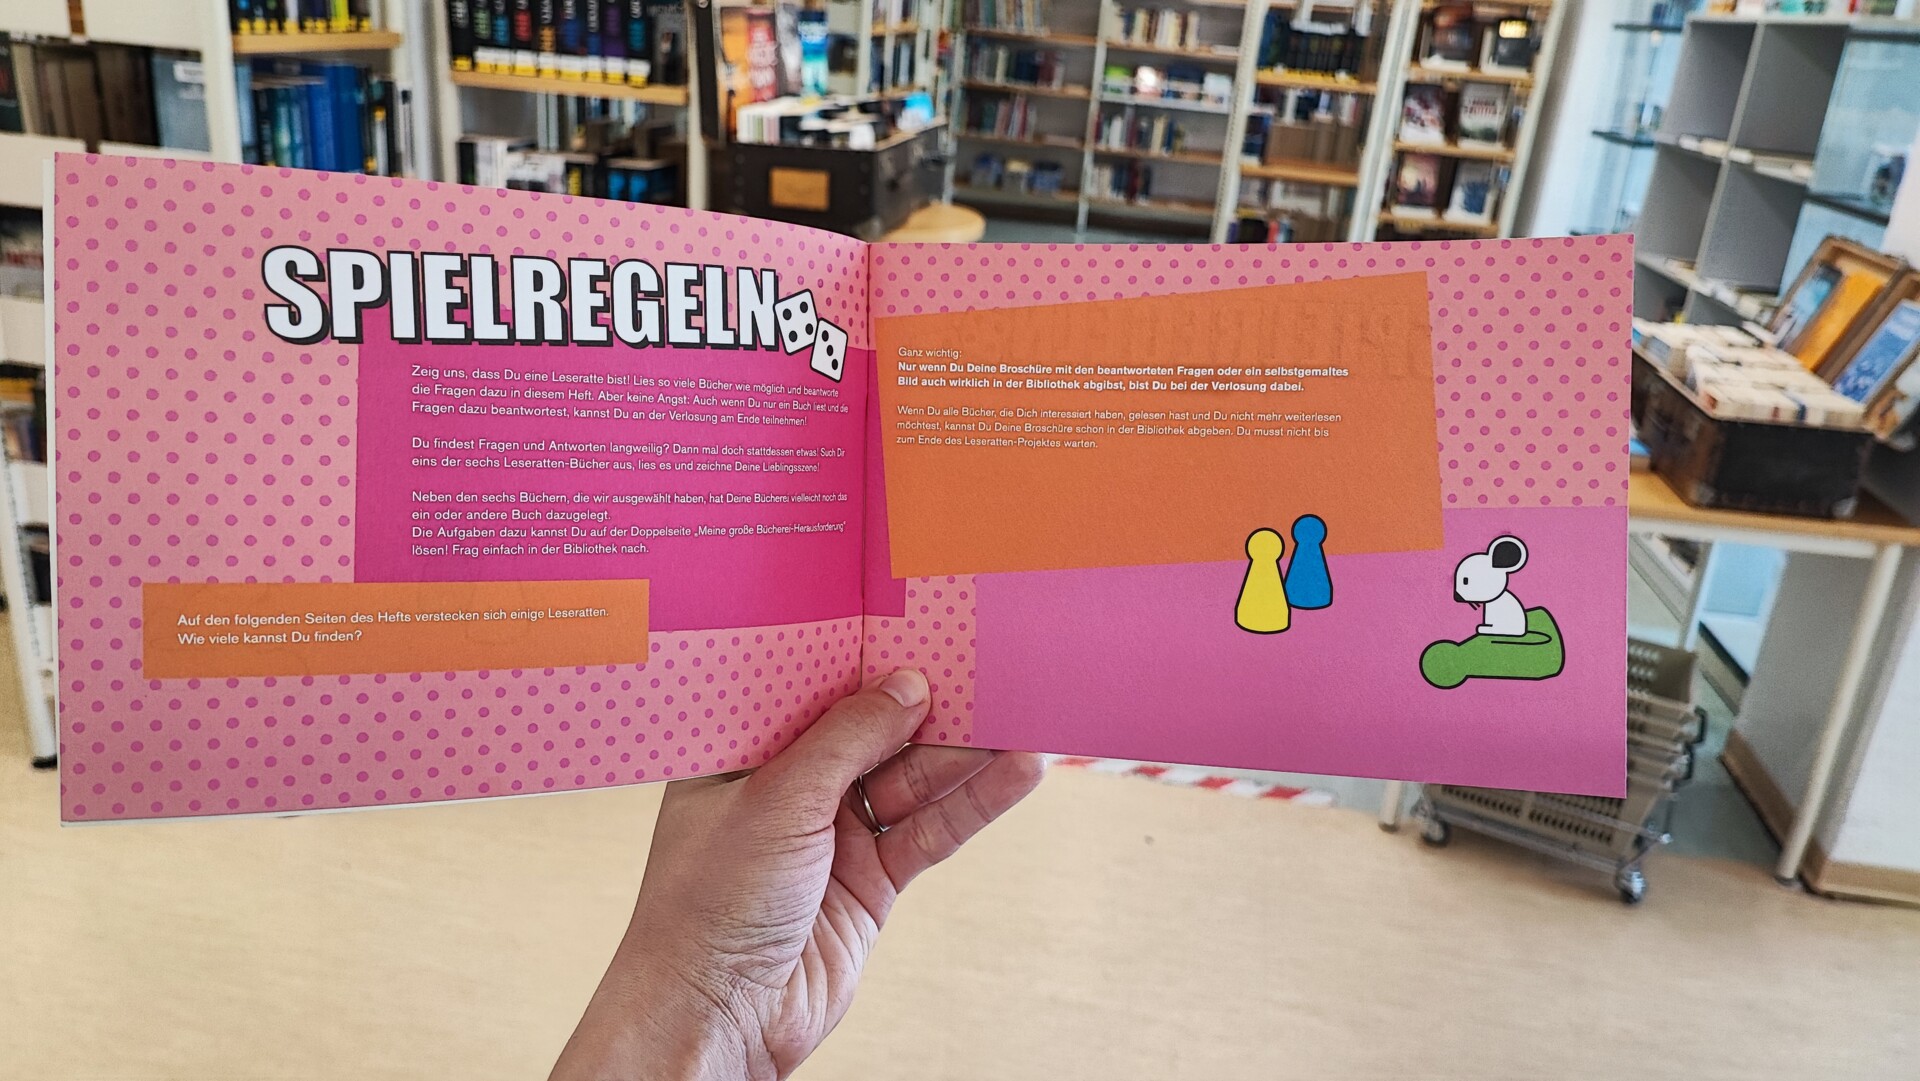 SPIELREGELN
Zeig uns, dass Du eine Leseratte bist! Lies so viele Bücher wie möglich und beantworte
die Fragen dazu in diesem Heft. Aber keine Angst: Auch wenn Du nur ein Buch liest und die
Fragen dazu beantwortest, kannst Du an der Verlosung am Ende teilnehmen!
Du findest Fragen und Antworten langweilig? Dann mal doch stattdessen etwas! Such Dir
eins der sechs Leseratten-Bücher aus, lies es und zeichne Deine Lieblingsszene!
Neben den sechs Büchern, die wir ausgewählt haben, hat Deine Bücherei vielleicht noch das
ein oder andere Buch dazugelegt.
Die Aufgaben dazu kannst Du auf der Doppelseite „Meine große Bücherei-Herausforderung"
lösen! Frag einfach in der Bibliothek nach.
Auf den folgenden Seiten des Hefts verstecken sich einige Leseratten.
Wie viele kannst Du finden?
Ganz wichtig:
Nur wenn Du Deine Broschüre mit den beantworteten Fragen oder ein selbstgemaltes
Bild auch wirklich in der Bibliothek abgibst, bist Du bei der Verlosung dabei.
Wenn Du alle Bücher, die Dich interessiert haben, gelesen hast und Du nicht mehr weiterlesen
möchtest, kannst Du Deine Broschüre schon in der Bibliothek abgeben. Du musst nicht bis
zum Ende des Leseratten-Projektes warten.